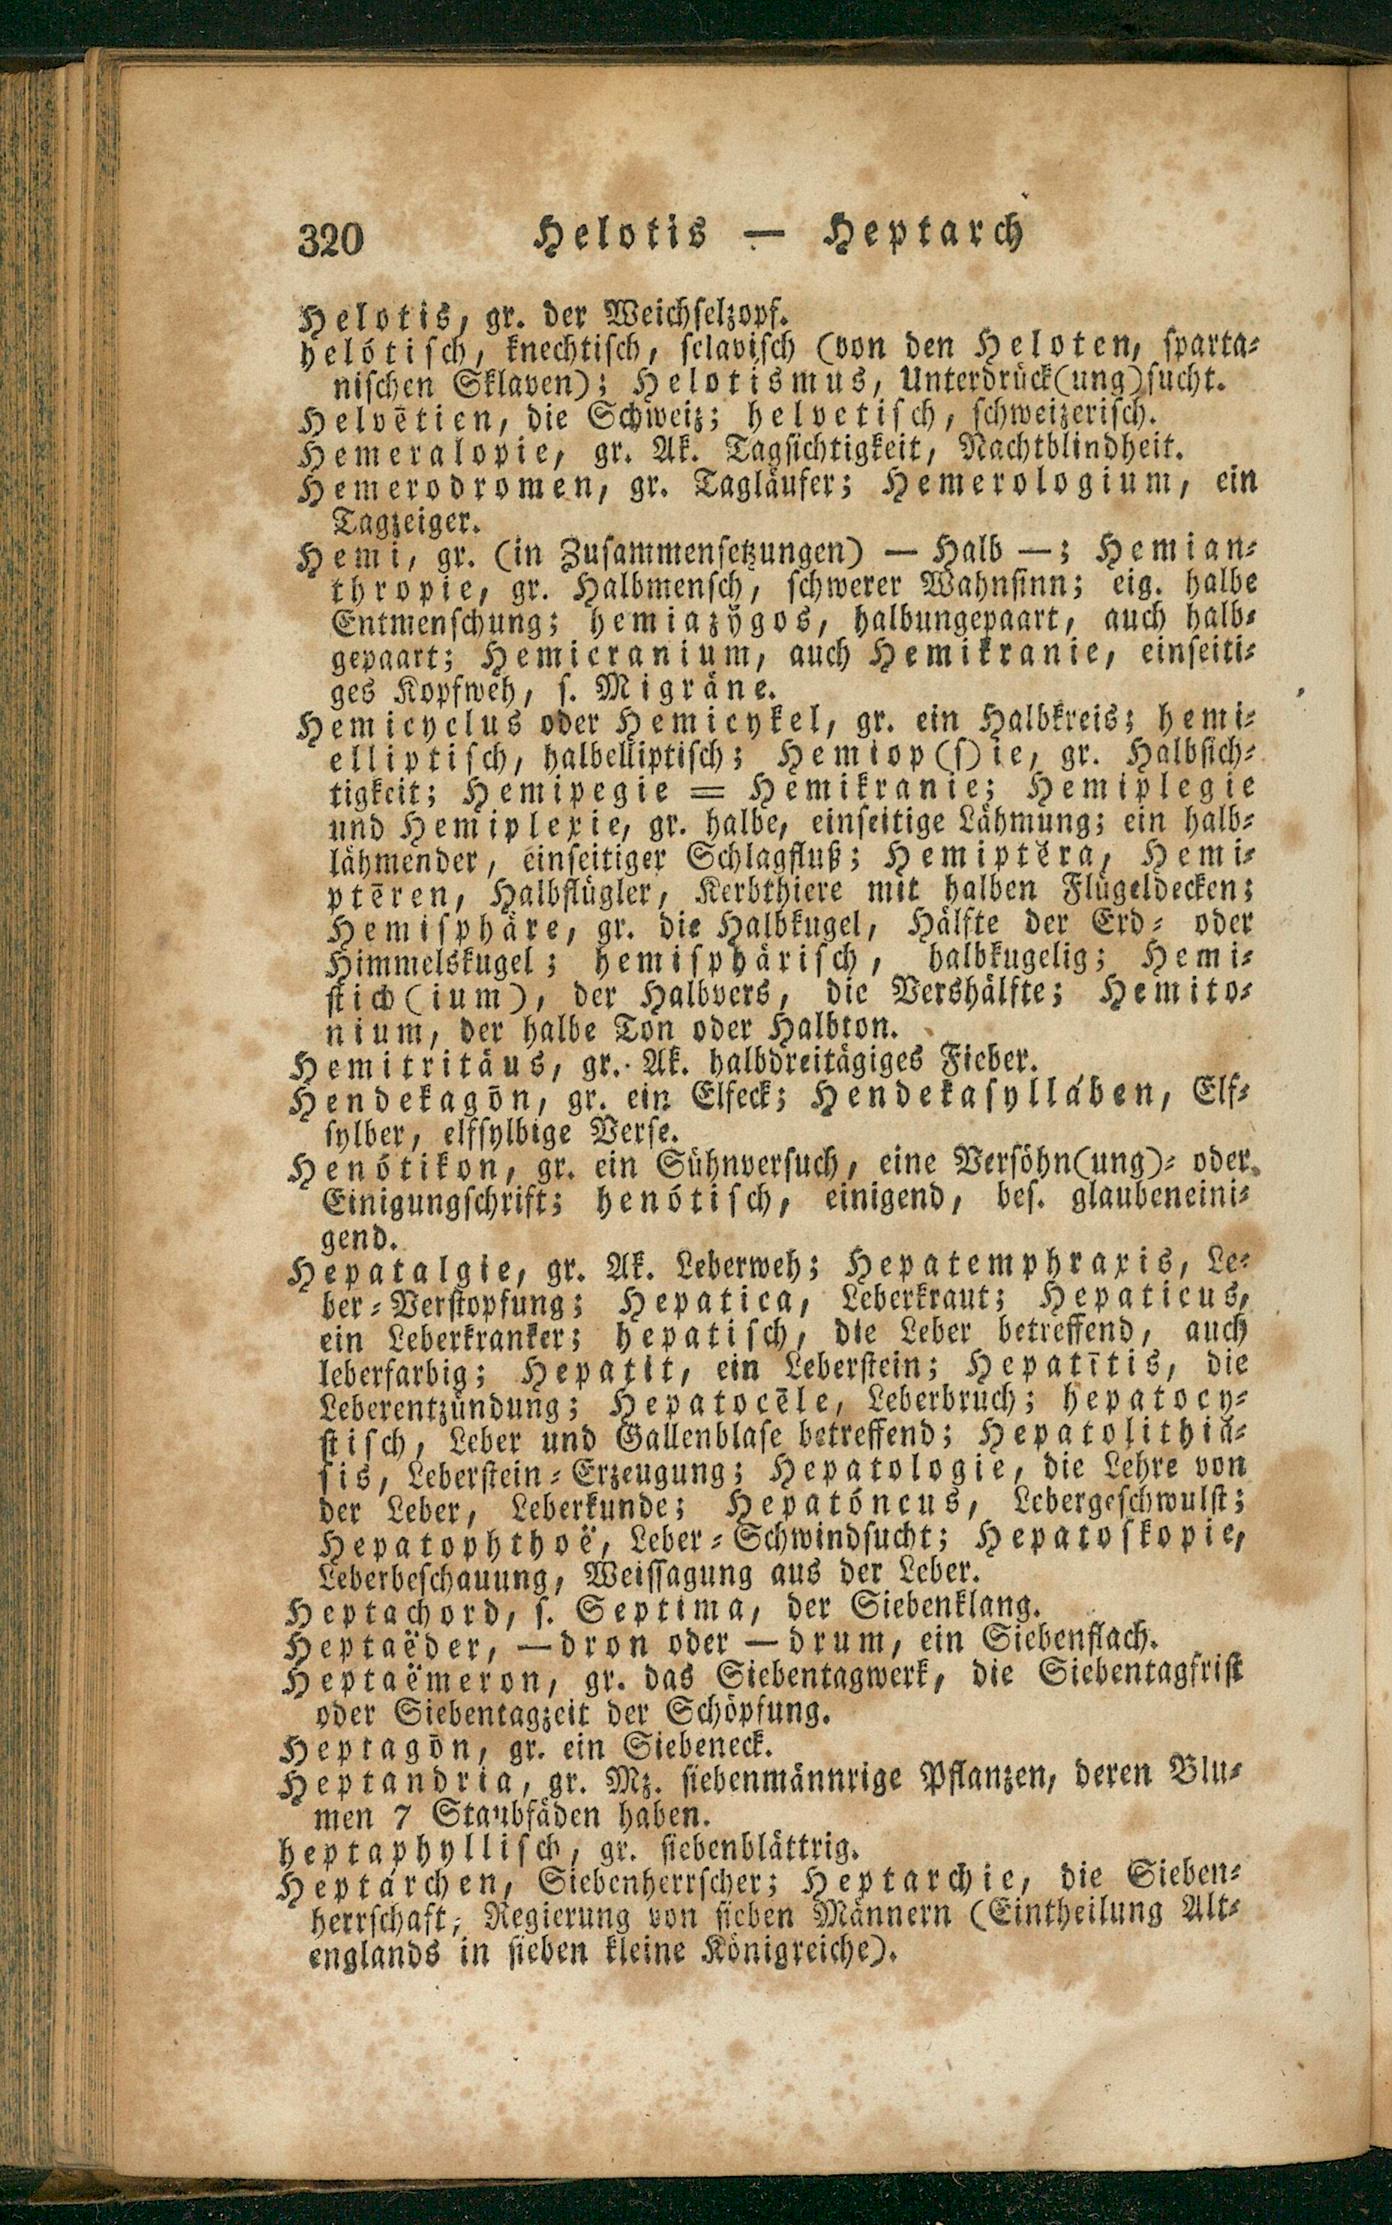 320 Helotis — Heptarch
Helotis, gr. der Weichselzopf.
helótisch, knechtisch, sclavisch (von den Heloten, sparta-
nischen Sklaven); Helotismus, Unterdrück(ung)sucht.
Helvētien, die Schweiz; helvetisch, schweizerisch.
Hemeralopie, gr. Ak. Tagsichtigkeit, Nachtblindheit.
Hemerodromen, gr. Tagläufer; Hemerologium, ein
Tagzeiger.
Hemi, gr. (in Zusammensetzungen) — Halb —; Hemian-
thropie, gr. Halbmensch, schwerer Wahnsinn; eig. halbe
Entmenschung; hemiazy̆gos, halbungepaart, auch halb-
gepaart; Hemicranium, auch Hemikranie, einseiti-
ges Kopfweh, s. Migräne.
Hemicyclus oder Hemicykel, gr. ein Halbkreis; hemi-
elliptisch, halbelliptisch; Hemiop(s)ie, gr. Halbsich-
tigkeit; Hemipegie = Hemikranie; Hemiplegie
und Hemiplexie, gr. halbe, einseitige Lähmung; ein halb-
lähmender, einseitiger Schlagfluß; Hemiptĕra, Hemi-
ptēren, Halbflügler, Kerbthiere mit halben Flügeldecken;
Hemisphäre, gr. die Halbkugel, Hälfte der Erd- oder
Himmelskugel; hemisphärisch, halbkugelig; Hemi-
stich(ium), der Halbvers, die Vershälfte; Hemito-
nium, der halbe Ton oder Halbton.
Hemitritäus, gr. Ak. halbdreitägiges Fieber.
Hendekagōn, gr. ein Elfeck; Hendekasylláben, Elf-
sylber, elfsylbige Verse.
Henótikon, gr. ein Sühnversuch, eine Versöhn(ung)- oder
Einigungschrift; henótisch, einigend, bes. glaubeneini-
gend.
Hepatalgie, gr. Ak. Leberweh; Hepatemphraxis, Le-
ber-Verstopfung; Hepatica, Leberkraut; Hepaticus,
ein Leberkranker; hepatisch, die Leber betreffend, auch
leberfarbig; Hepatit, ein Leberstein; Hepatītis, die
Leberentzündung; Hepatocēle, Leberbruch; hepatocy-
stisch, Leber und Gallenblase betreffend; Hepatolithiā-
sis, Leberstein-Erzeugung; Hepatologie, die Lehre von
der Leber, Leberkunde; Hepatóncus, Lebergeschwulst;
Hepatophthoë, Leber-Schwindsucht; Hepatoskopie,
Leberbeschauung, Weissagung aus der Leber.
Heptachord, s. Septima, der Siebenklang.
Heptaëder, —dron oder —drum, ein Siebenflach.
Heptaëmeron, gr. das Siebentagwerk, die Siebentagfrist
oder Siebentagzeit der Schöpfung.
Heptagōn, gr. ein Siebeneck.
Heptandria, gr. Mz. siebenmännrige Pflanzen, deren Blu-
men 7 Staubfäden haben.
heptaphyllisch, gr. siebenblättrig.
Heptárchen, Siebenherrscher; Heptarchie, die Sieben-
herrschaft, Regierung von sieben Männern (Eintheilung Alt-
englands in sieben kleine Königreiche).